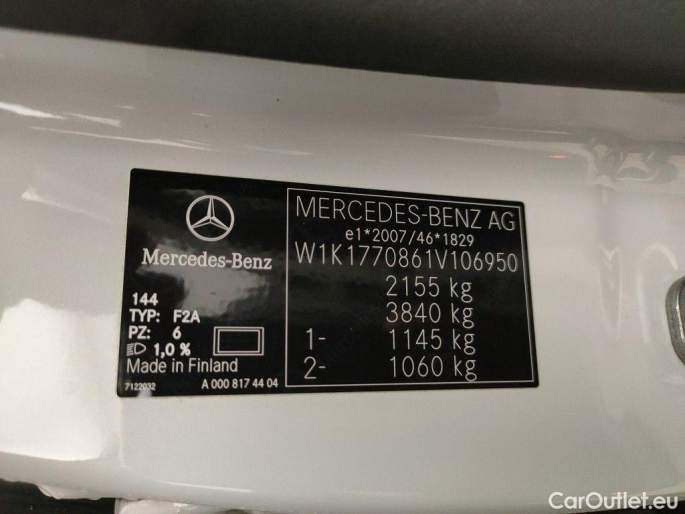 Mercedes-Benz
144
TYP: F2A
PZ: 6
1,0 %
Made in Finland
7122032 A 000 817 44 04
MERCEDES-BENZ AG
e1*2007/46*1829
W1K1770861V106950
2155 kg
3840 kg
1- 1145 kg
2- 1060 kg
CarOutlet.eu